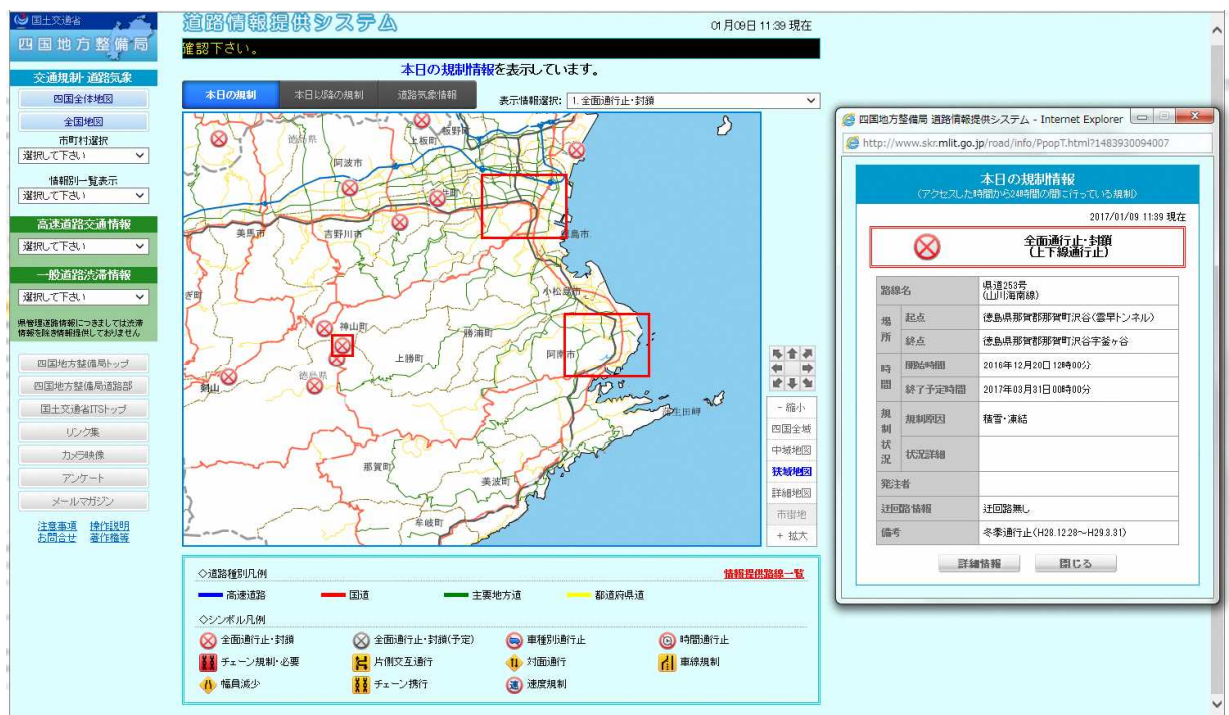 国土交通省
四国地方整備局
交通規制・道路気象
四国全体地図
全国地図
市町村選択
選択して下さい
情報別一覧表示
選択して下さい
高速道路交通情報
選択して下さい
一般道路渋滞情報
選択して下さい
県管理道路情報につきましては渋滞
情報を除き情報提供しておりません
四国地方整備局トップ
四国地方整備局道路部
国土交通省ITSトップ
リンク集
カメラ映像
アンケート
メールマガジン
注意事項 操作説明
お問合せ 著作権等
道路情報提供システム
01月09日 11:39 現在
確認下さい。
本日の規制情報を表示しています。
本日の規制
本日以降の規制
道路気象情報
表示情報選択: 1. 全面通行止・封鎖
徳島県
板野町
上板町
阿波市
美馬市
吉野川市
徳島市
小松島市
神山町
勝浦町
上勝町
阿南市
徳島県
剣山
蒲生田岬
那賀町
美波町
牟岐町
- 縮小
四国全域
中域地図
狭域地図
詳細地図
市街地
+ 拡大
◇道路種別凡例
情報提供路線一覧
高速道路 国道 主要地方道 都道府県道
◇シンボル凡例
全面通行止・封鎖 全面通行止・封鎖(予定) 車種別通行止 時間通行止
チェーン規制・必要 片側交互通行 対面通行 車線規制
幅員減少 チェーン携行 速度規制
四国地方整備局 道路情報提供システム - Internet Explorer
http://www.skr.mlit.go.jp/road/info/PpopT.html?1483930094007
本日の規制情報
(アクセスした時間から24時間の間に行っている規制)
2017/01/09 11:39 現在
全面通行止・封鎖
(上下線通行止)
路線名 県道253号
(山川海南線)
場所
起点 徳島県那賀郡那賀町沢谷(雲早トンネル)
終点 徳島県那賀郡那賀町沢谷字釜ヶ谷
時間
開始時間 2016年12月20日 12時00分
終了予定時間 2017年03月31日 00時00分
規制状況
規制原因 積雪・凍結
状況詳細
発注者
迂回路情報 迂回路無し
備考 冬季通行止(H28.12.28～H29.3.31)
詳細情報 閉じる